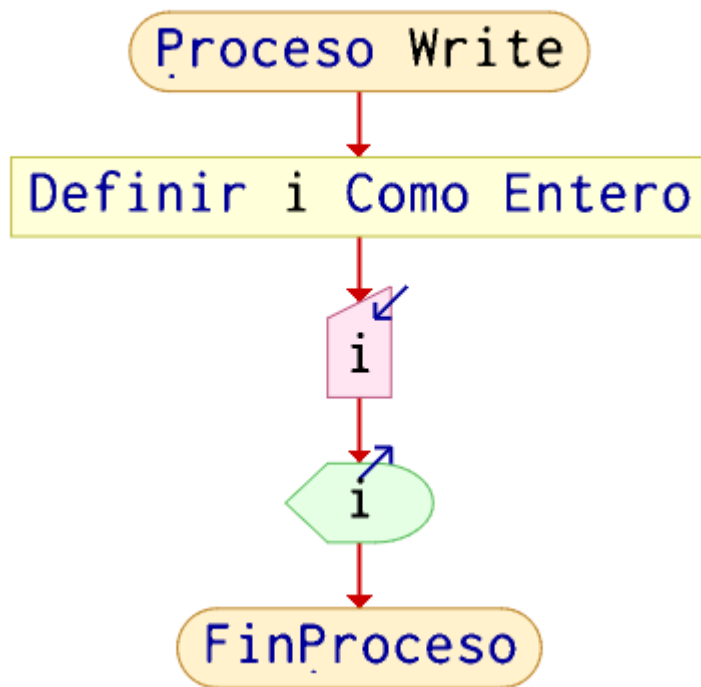 Proceso Write
Definir i Como Entero
i
i
FinProceso